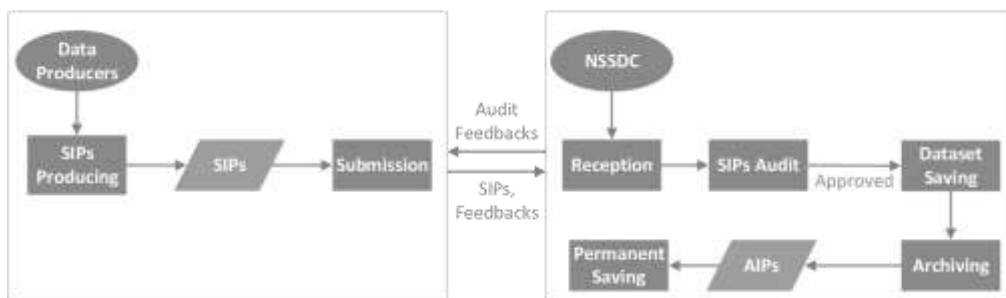 Data
Producers
SIPs
Producing
SIPs
Submission
Audit
Feedbacks
SIPs,
Feedbacks
NSSDC
Reception
SIPs Audit
Approved
Dataset
Saving
Permanent
Saving
AIPs
Archiving